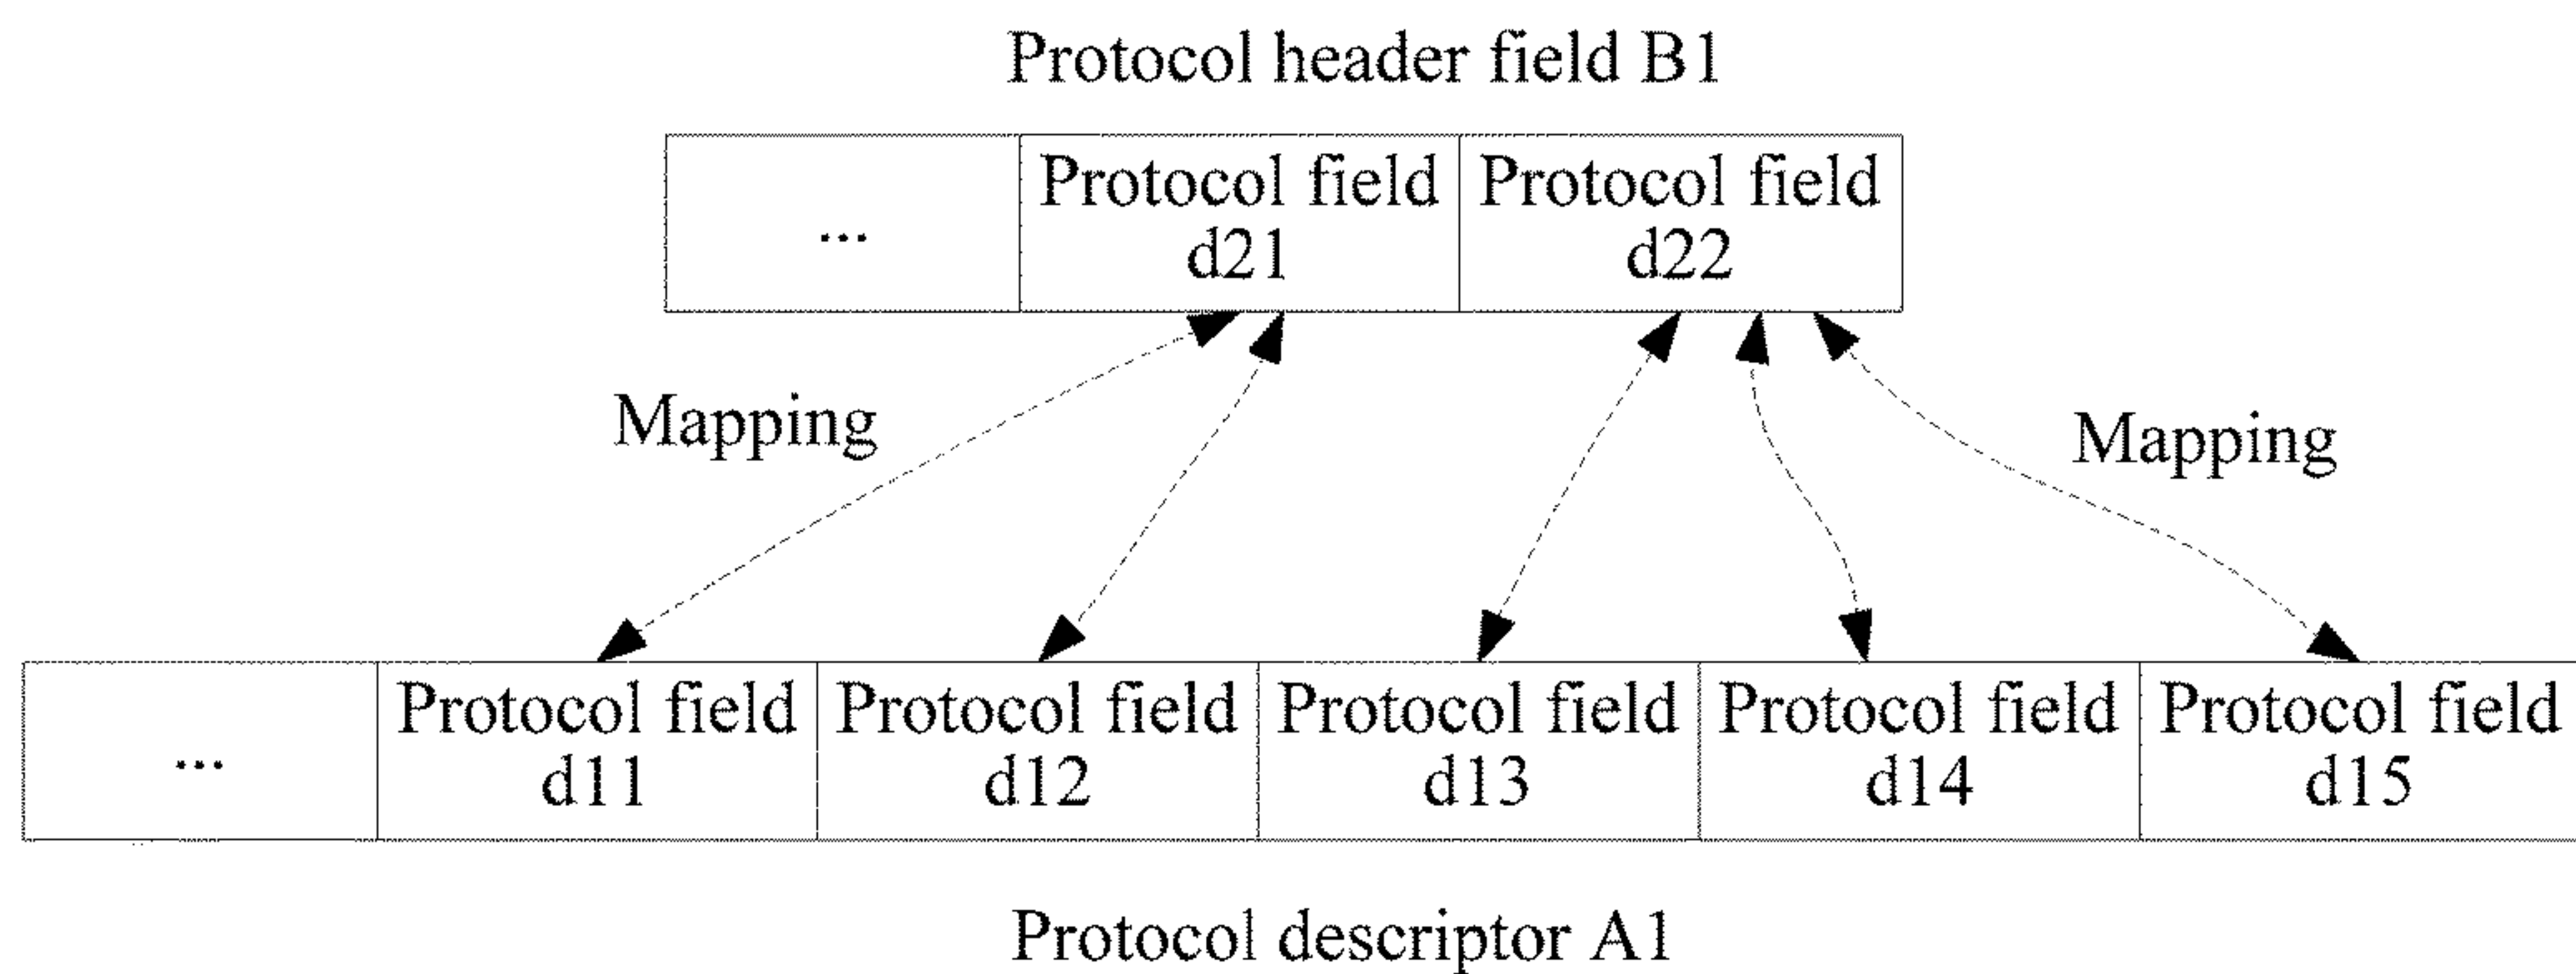 Protocol header field B1
... Protocol field Protocol field
d21 d22
Mapping
Mapping
Protocol field Protocol field Protocol field Protocol field Protocol field
... d11 d12 d13 d14 d15
Protocol descriptor A1